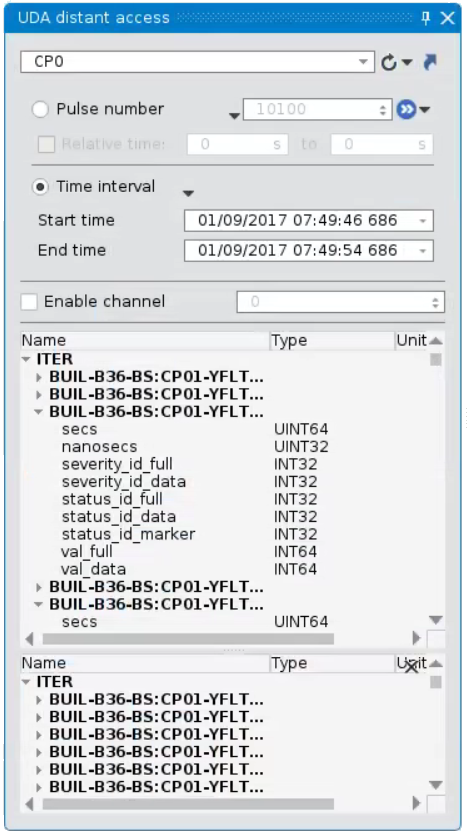 UDA distant access
CP0
Pulse number 10100
Relative time: 0 s to 0 s
Time interval
Start time 01/09/2017 07:49:46 686
End time 01/09/2017 07:49:54 686
Enable channel 0
Name Type Unit
ITER
BUIL-B36-BS:CP01-YFLT...
BUIL-B36-BS:CP01-YFLT...
BUIL-B36-BS:CP01-YFLT...
secs UINT64
nanosecs UINT32
severity_id_full INT32
severity_id_data INT32
status_id_full INT32
status_id_data INT32
status_id_marker INT32
val_full INT64
val_data INT64
BUIL-B36-BS:CP01-YFLT...
BUIL-B36-BS:CP01-YFLT...
secs UINT64
Name Type Unit
ITER
BUIL-B36-BS:CP01-YFLT...
BUIL-B36-BS:CP01-YFLT...
BUIL-B36-BS:CP01-YFLT...
BUIL-B36-BS:CP01-YFLT...
BUIL-B36-BS:CP01-YFLT...
BUIL-B36-BS:CP01-YFLT...